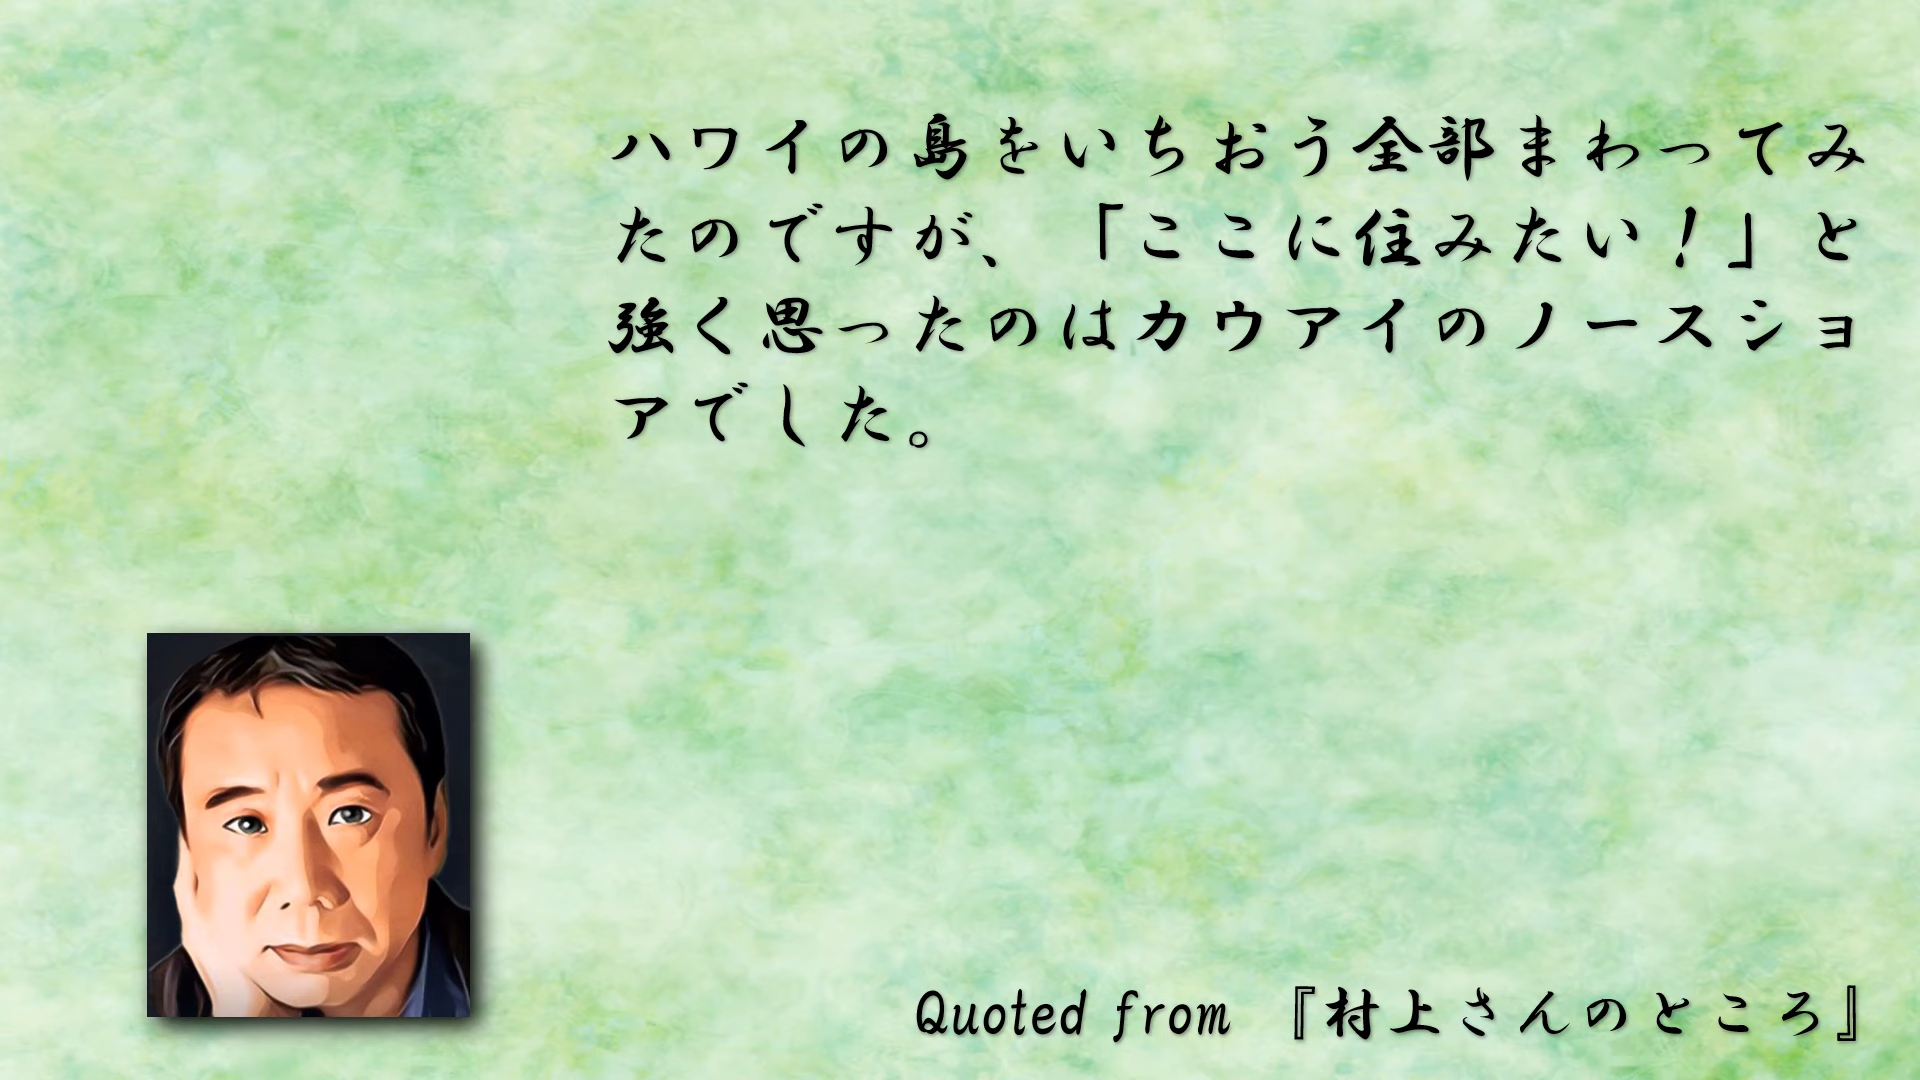 ハワイの島をいちおう全部まわってみ
たのですが、「ここに住みたい！」と
強く思ったのはカウアイのノースショ
アでした。
Quoted from 『村上さんのところ』